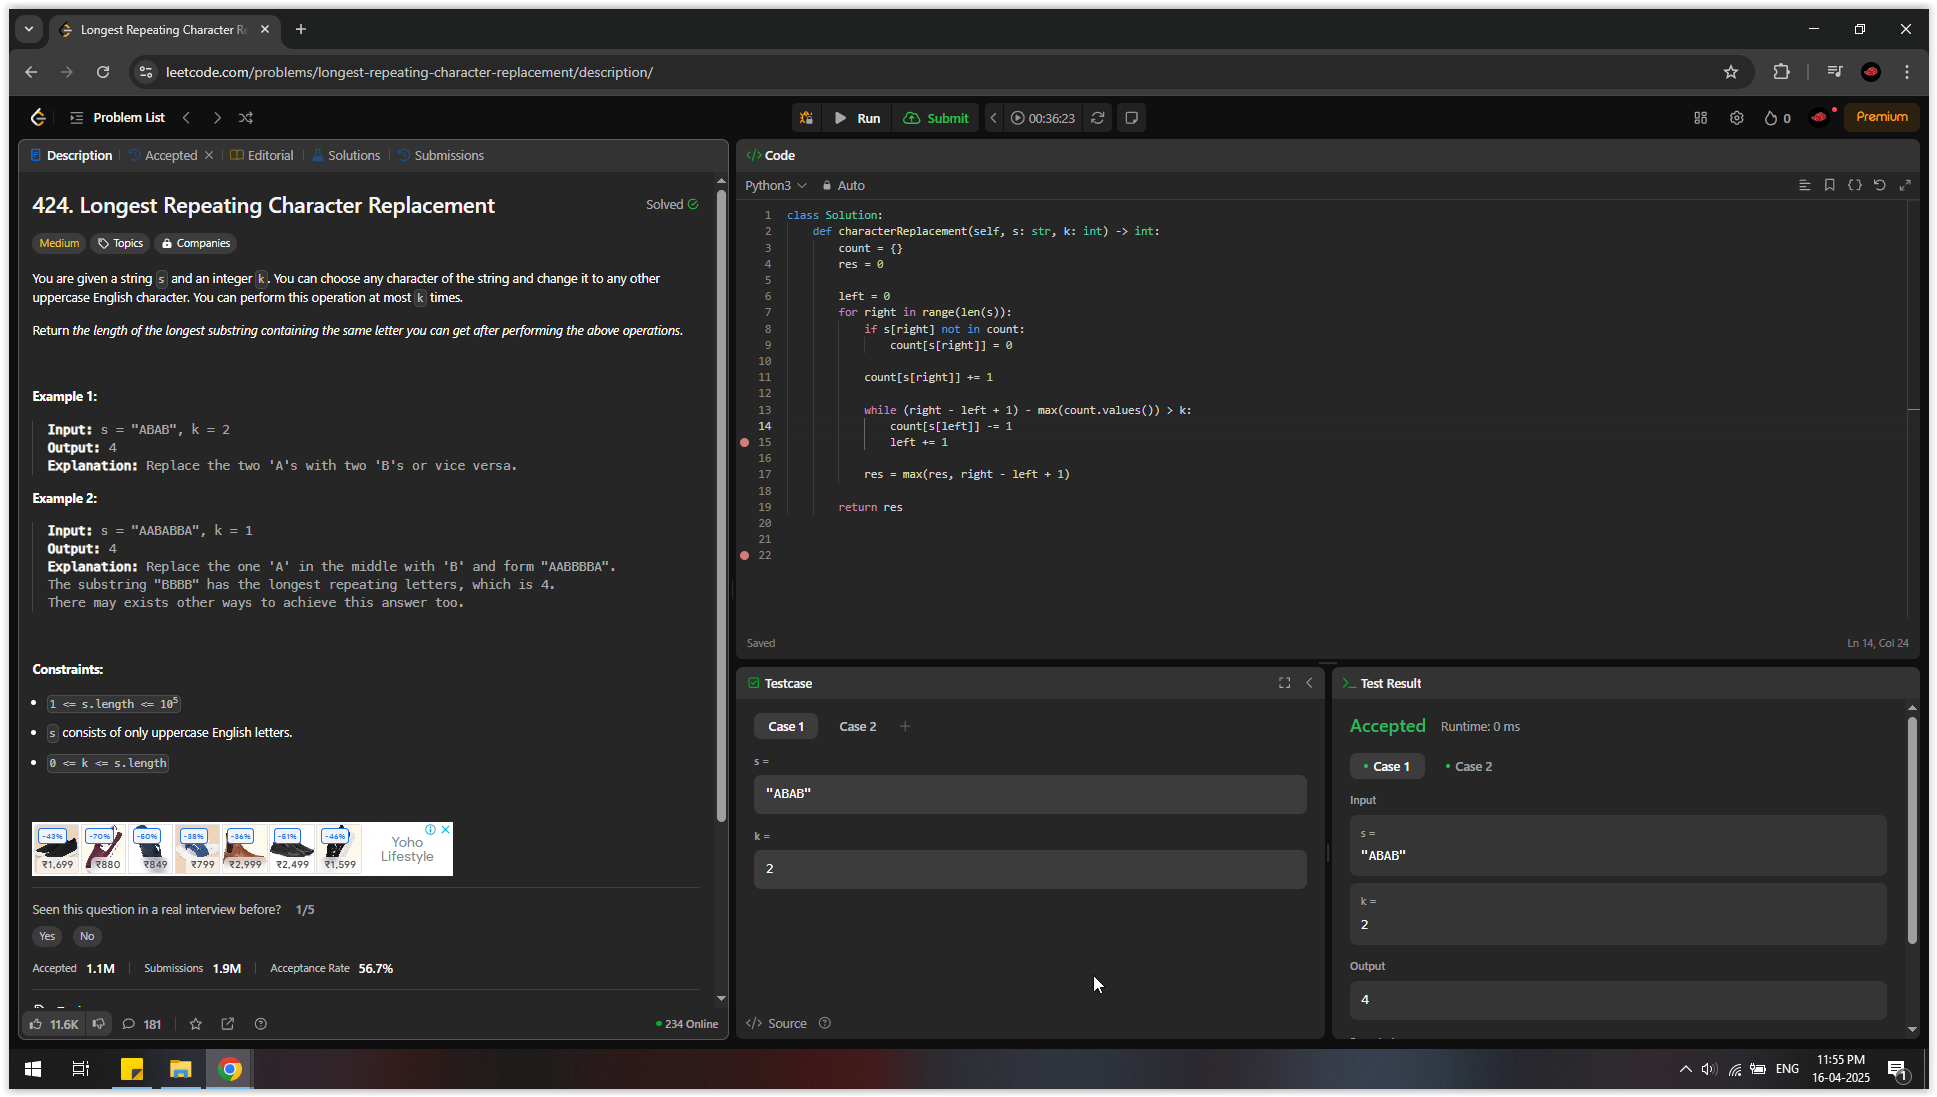 Longest Repeating Character Re
leetcode.com/problems/longest-repeating-character-replacement/description/
Problem List
Run
Submit
00:36:23
0
Premium
Description
Accepted
Editorial
Solutions
Submissions
424. Longest Repeating Character Replacement
Solved
Medium
Topics
Companies
You are given a string s and an integer k. You can choose any character of the string and change it to any other
uppercase English character. You can perform this operation at most k times.
Return the length of the longest substring containing the same letter you can get after performing the above operations.
Example 1:
Input: s = "ABAB", k = 2
Output: 4
Explanation: Replace the two 'A's with two 'B's or vice versa.
Example 2:
Input: s = "AABABBA", k = 1
Output: 4
Explanation: Replace the one 'A' in the middle with 'B' and form "AABBBBA".
The substring "BBBB" has the longest repeating letters, which is 4.
There may exists other ways to achieve this answer too.
Constraints:
1 <= s.length <= 10^5
s consists of only uppercase English letters.
0 <= k <= s.length
-43% -70% -50% -38% -36% -51% -46%
₹1,699 ₹880 ₹849 ₹799 ₹2,999 ₹2,499 ₹1,599
Yoho
Lifestyle
Seen this question in a real interview before? 1/5
Yes No
Accepted 1.1M Submissions 1.9M Acceptance Rate 56.7%
11.6K 181
234 Online
</> Code
Python3
Auto
1 class Solution:
2     def characterReplacement(self, s: str, k: int) -> int:
3         count = {}
4         res = 0
5
6         left = 0
7         for right in range(len(s)):
8             if s[right] not in count:
9                 count[s[right]] = 0
10
11             count[s[right]] += 1
12
13             while (right - left + 1) - max(count.values()) > k:
14                 count[s[left]] -= 1
15                 left += 1
16
17             res = max(res, right - left + 1)
18
19         return res
20
21
22
Saved
Ln 14, Col 24
Testcase
Case 1
Case 2
s =
"ABAB"
k =
2
</> Source
Test Result
Accepted
Runtime: 0 ms
Case 1
Case 2
Input
s =
"ABAB"
k =
2
Output
4
ENG
11:55 PM
16-04-2025
1